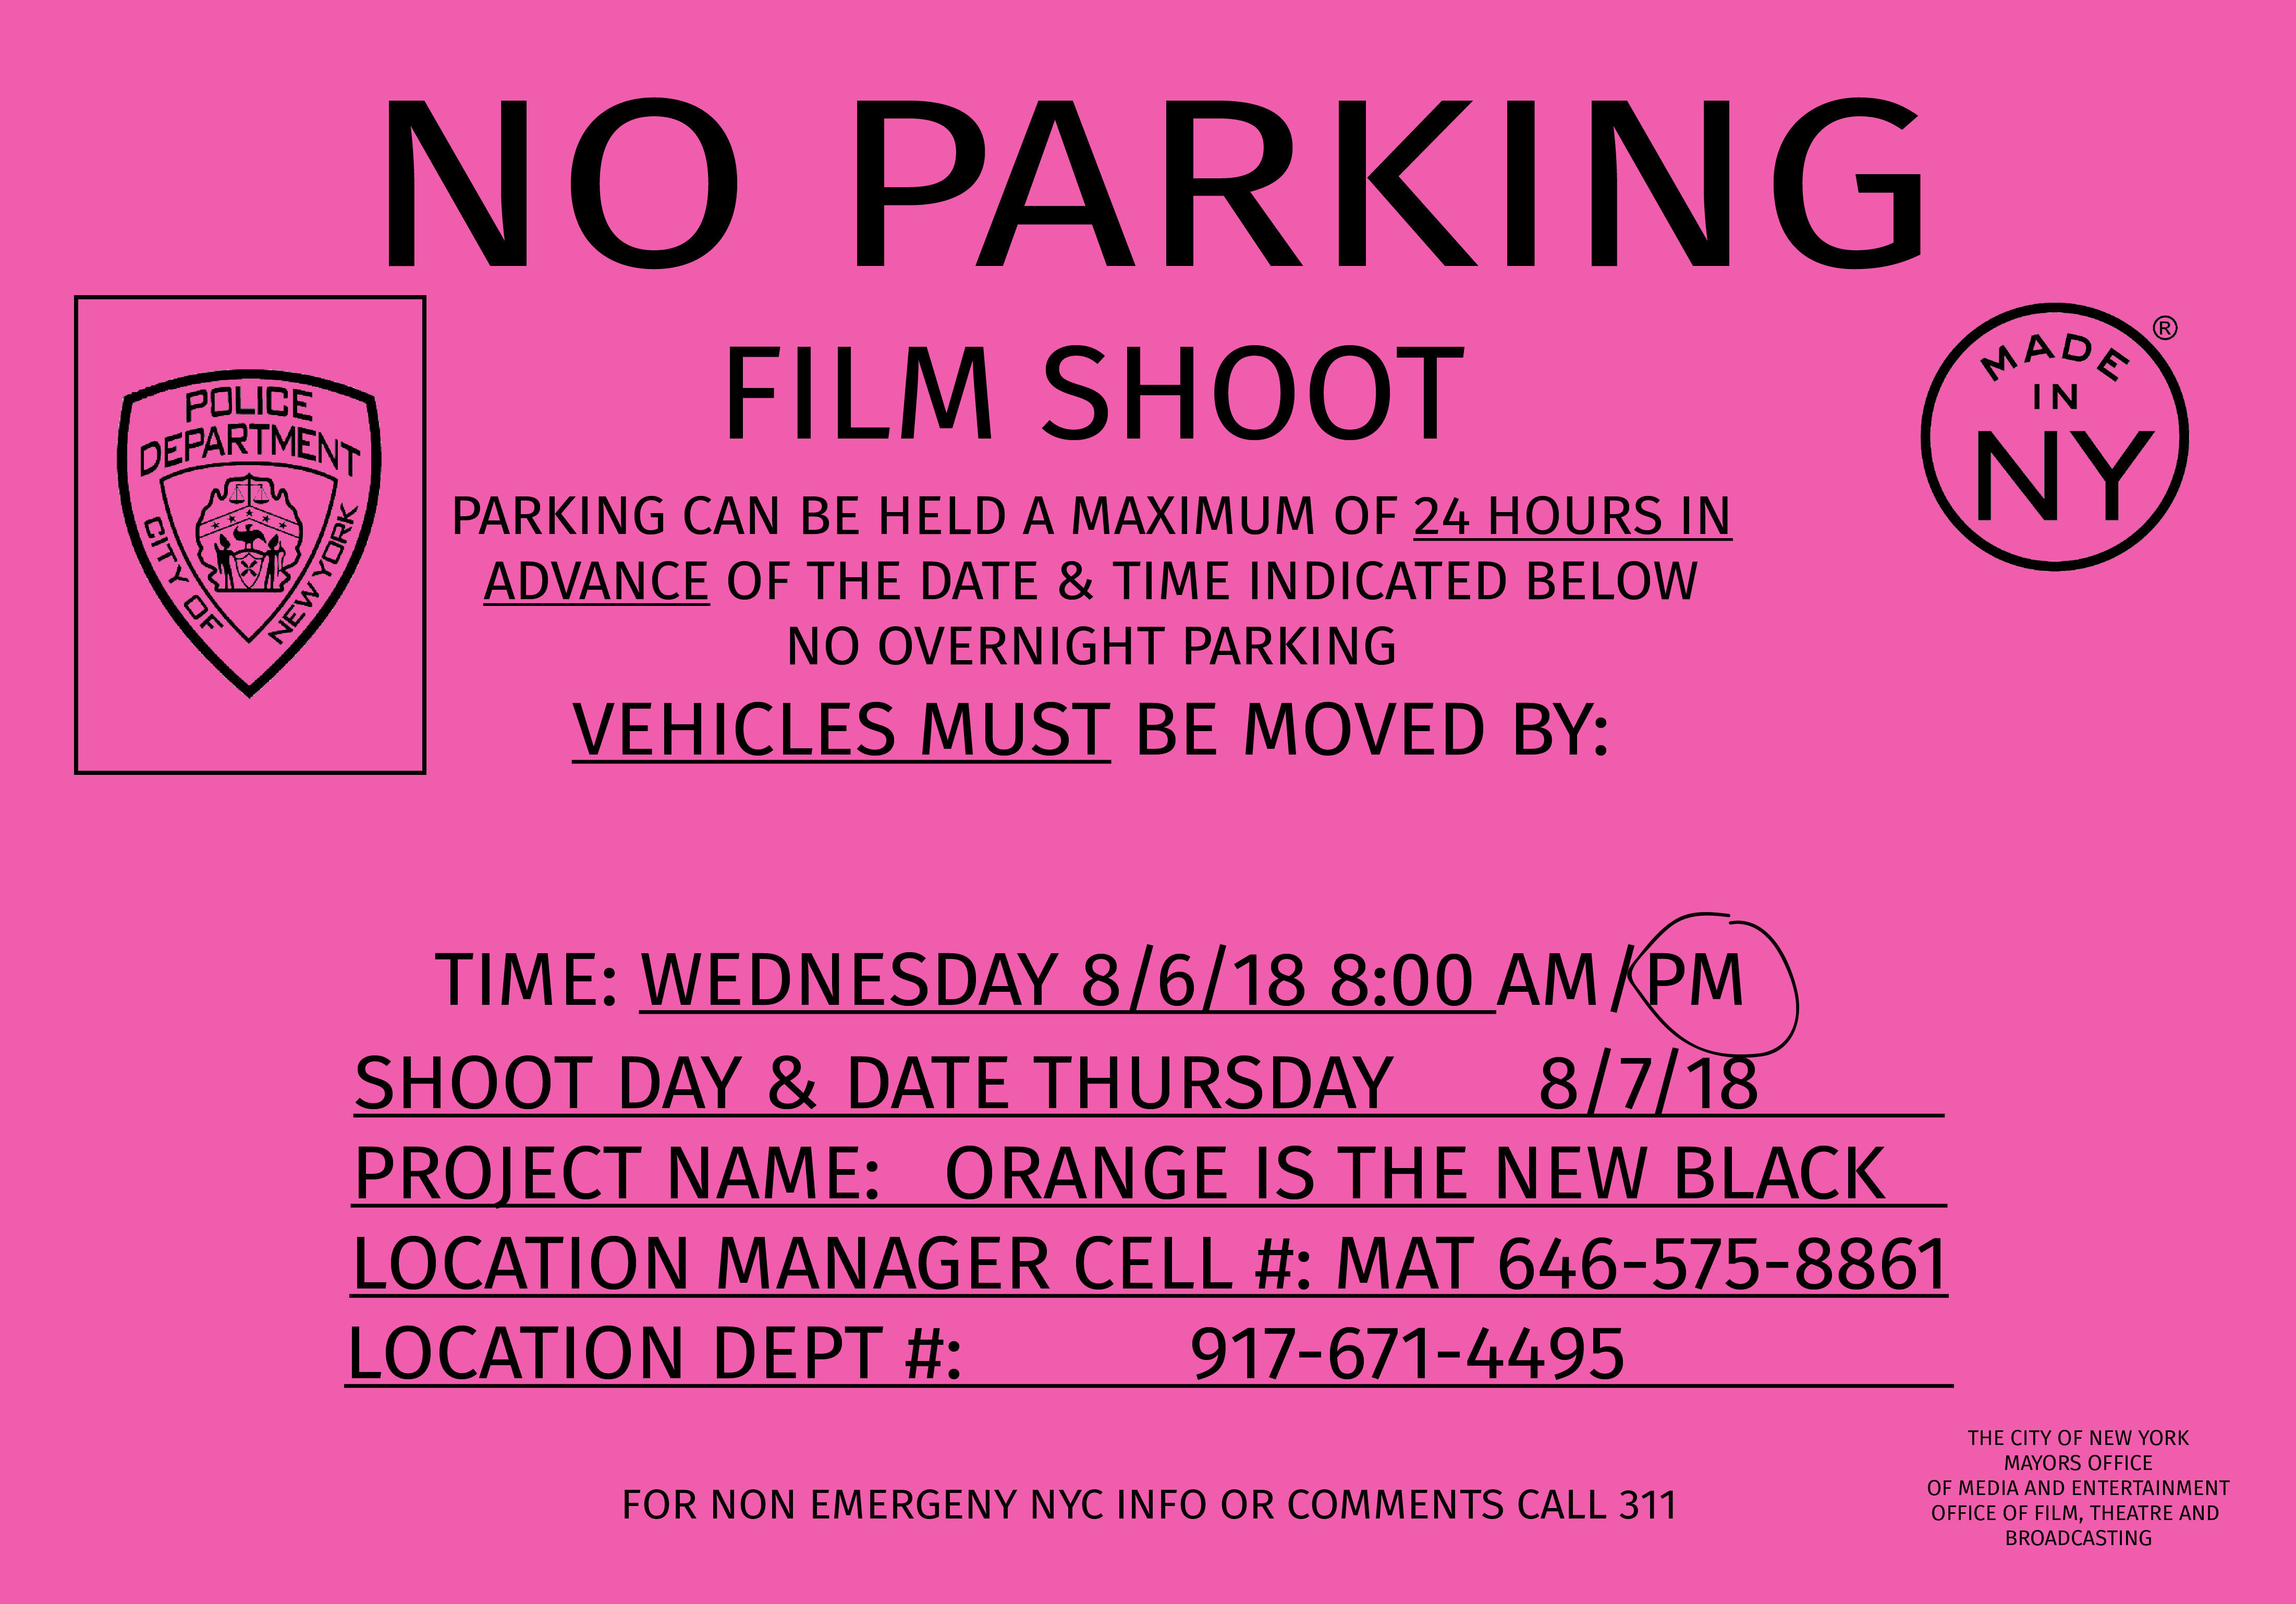 NO PARKING
FILM SHOOT
POLICE
DEPARTMENT
CITY OF
NEW YORK
MADE
IN
NY
®
PARKING CAN BE HELD A MAXIMUM OF 24 HOURS IN
ADVANCE OF THE DATE & TIME INDICATED BELOW
NO OVERNIGHT PARKING
VEHICLES MUST BE MOVED BY:
TIME: WEDNESDAY 8/6/18 8:00 AM/PM
SHOOT DAY & DATE THURSDAY 8/7/18
PROJECT NAME: ORANGE IS THE NEW BLACK
LOCATION MANAGER CELL #: MAT 646-575-8861
LOCATION DEPT #: 917-671-4495
FOR NON EMERGENY NYC INFO OR COMMENTS CALL 311
THE CITY OF NEW YORK
MAYORS OFFICE
OF MEDIA AND ENTERTAINMENT
OFFICE OF FILM, THEATRE AND
BROADCASTING